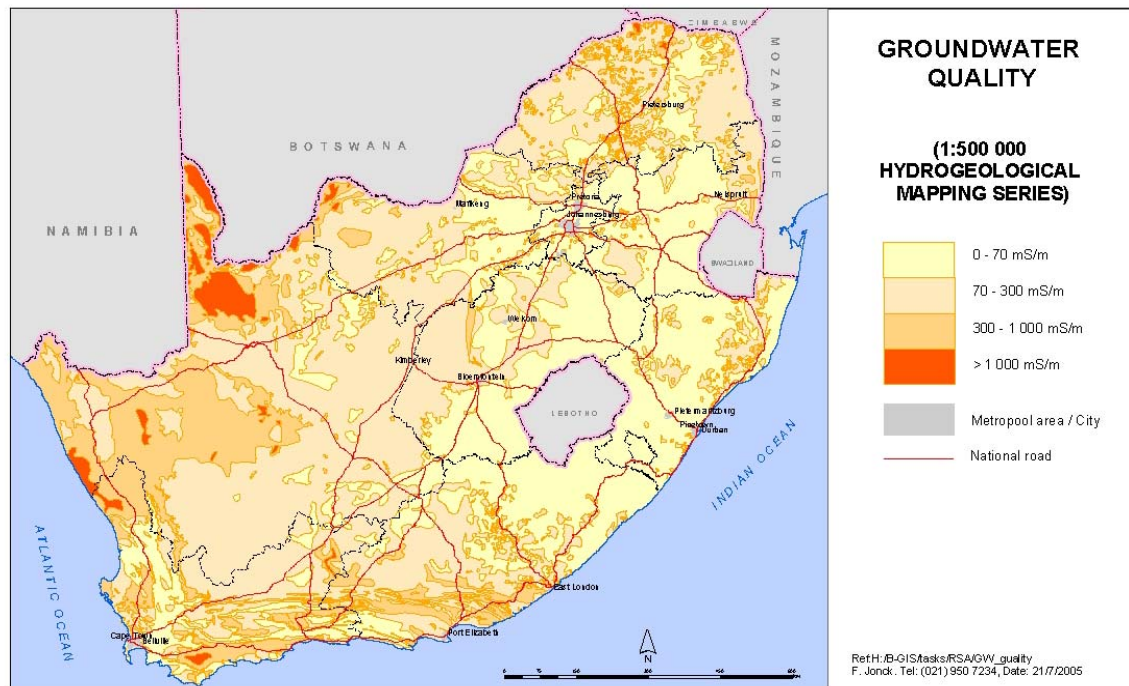 GROUNDWATER
QUALITY
(1:500 000
HYDROGEOLOGICAL
MAPPING SERIES)
0 - 70 mS/m
70 - 300 mS/m
300 - 1 000 mS/m
> 1 000 mS/m
Metropool area / City
National road
Ref:H:/B-GIS/tasks/RSA/GW_quality
F. Jonck. Tel: (021) 950 7234, Date: 21/7/2005
ZIMBABWE
MOZAMBIQUE
BOTSWANA
NAMIBIA
Pietersburg
Mafikeng
Pretoria
Nelspruit
Johannesburg
SWAZILAND
Welkom
Kimberley
Bloemfontein
LESOTHO
Pietermaritzburg
Pinetown
Durban
INDIAN OCEAN
ATLANTIC OCEAN
East London
Port Elizabeth
Cape Town
Bellville
N